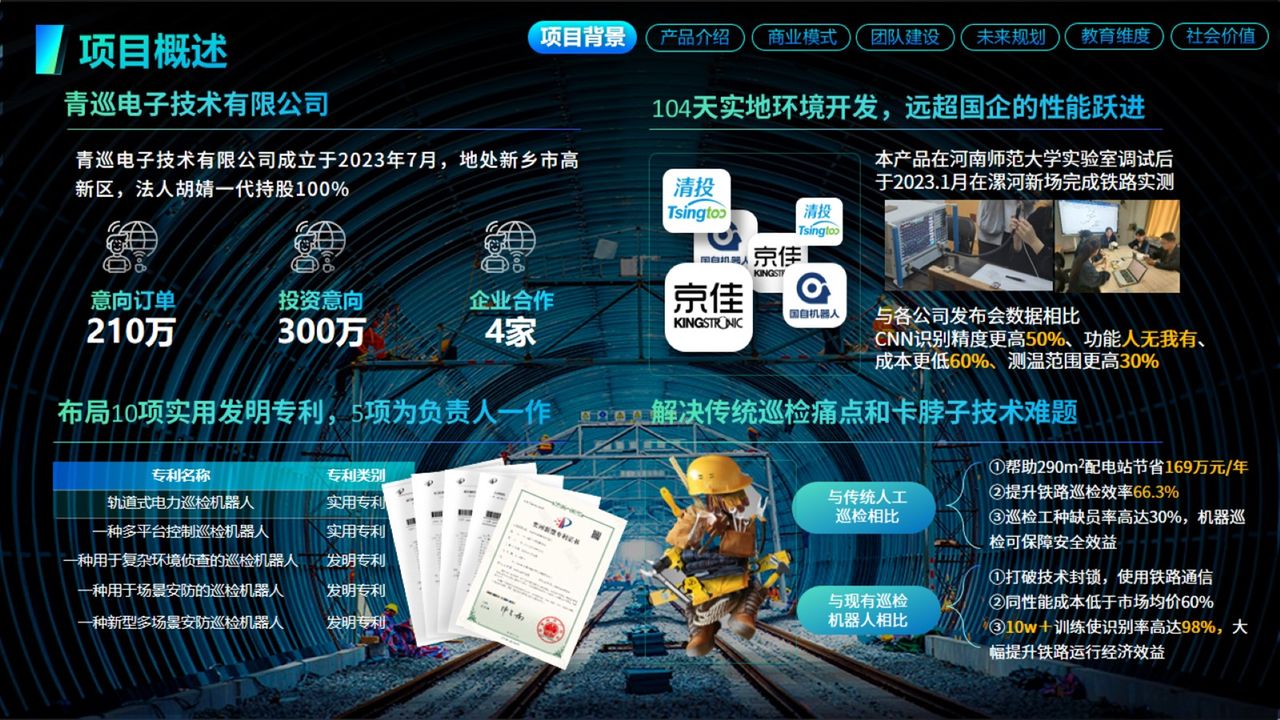 项目概述
项目背景
产品介绍
商业模式
团队建设
未来规划
教育维度
社会价值
青巡电子技术有限公司
青巡电子技术有限公司成立于2023年7月，地处新乡市高
新区，法人胡婧一代持股100%
意向订单
210万
投资意向
300万
企业合作
4家
104天实地环境开发，远超国企的性能跃进
清投
Tsingtoo
清投
Tsingtoo
国自机器人
京佳
KINGSTR
京佳
KINGSTRONIC
国自机器人
本产品在河南师范大学实验室调试后
于2023.1月在漯河新场完成铁路实测
与各公司发布会数据相比
CNN识别精度更高50%、功能人无我有、
成本更低60%、测温范围更高30%
布局10项实用发明专利，5项为负责人一作
专利名称 专利类别
轨道式电力巡检机器人 实用专利
一种多平台控制巡检机器人 实用专利
一种用于复杂环境侦查的巡检机器人 发明专利
一种用于场景安防的巡检机器人 发明专利
一种新型多场景安防巡检机器人 发明专利
实用新型专利证书
解决传统巡检痛点和卡脖子技术难题
与传统人工
巡检相比
①帮助290m²配电站节省169万元/年
②提升铁路巡检效率66.3%
③巡检工种缺员率高达30%，机器巡
检可保障安全效益
与现有巡检
机器人相比
①打破技术封锁，使用铁路通信
②同性能成本低于市场均价60%
③10w＋训练使识别率高达98%，大
幅提升铁路运行经济效益